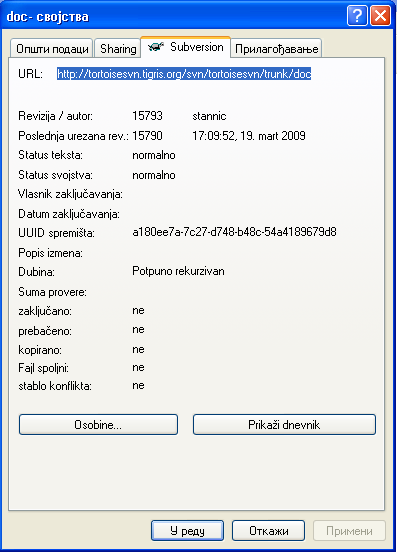 doc- својства
Општи подаци Sharing Subversion Прилагођавање
URL: http://tortoisesvn.tigris.org/svn/tortoisesvn/trunk/doc
Revizija / autor: 15793 stannic
Poslednja urezana rev.: 15790 17:09:52, 19. mart 2009
Status teksta: normalno
Status svojstva: normalno
Vlasnik zaključavanja:
Datum zaključavanja:
UUID spremišta: a180ee7a-7c27-d748-b48c-54a4189679d8
Popis izmena:
Dubina: Potpuno rekurzivan
Suma provere:
zaključano: ne
prebačeno: ne
kopirano: ne
Fajl spoljni: ne
stablo konflikta: ne
Osobine... Prikaži dnevnik
У реду Откажи Примени